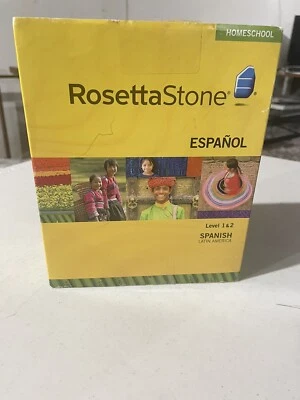 HOMESCHOOL
RosettaStone®
ESPAÑOL
Level 1 & 2
SPANISH
LATIN AMERICA